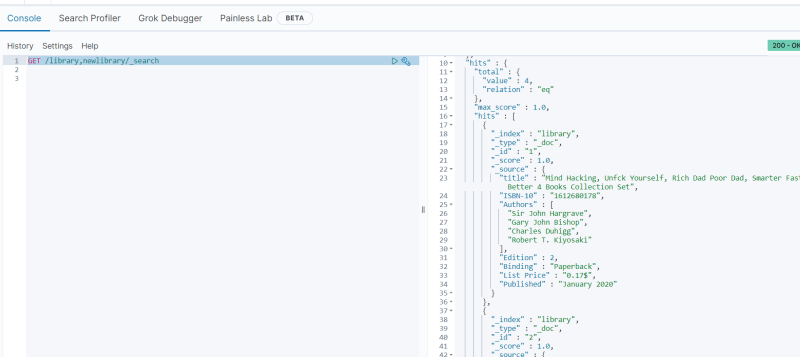 Console Search Profiler Grok Debugger Painless Lab BETA
History Settings Help
200 - OK
1 GET /library,newlibrary/_search
2
3
10 "hits" : {
11 "total" : {
12 "value" : 4,
13 "relation" : "eq"
14 },
15 "max_score" : 1.0,
16 "hits" : [
17 {
18 "_index" : "library",
19 "_type" : "_doc",
20 "_id" : "1",
21 "_score" : 1.0,
22 "_source" : {
23 "title" : "Mind Hacking, Unfck Yourself, Rich Dad Poor Dad, Smarter Fast
Better 4 Books Collection Set",
24 "ISBN-10" : "1612680178",
25 "Authors" : [
26 "Sir John Hargrave",
27 "Gary John Bishop",
28 "Charles Duhigg",
29 "Robert T. Kiyosaki"
30 ],
31 "Edition" : 2,
32 "Binding" : "Paperback",
33 "List Price" : "0.17$",
34 "Published" : "January 2020"
35 }
36 },
37 {
38 "_index" : "library",
39 "_type" : "_doc",
40 "_id" : "2",
41 "_score" : 1.0,
42 "_source" : {